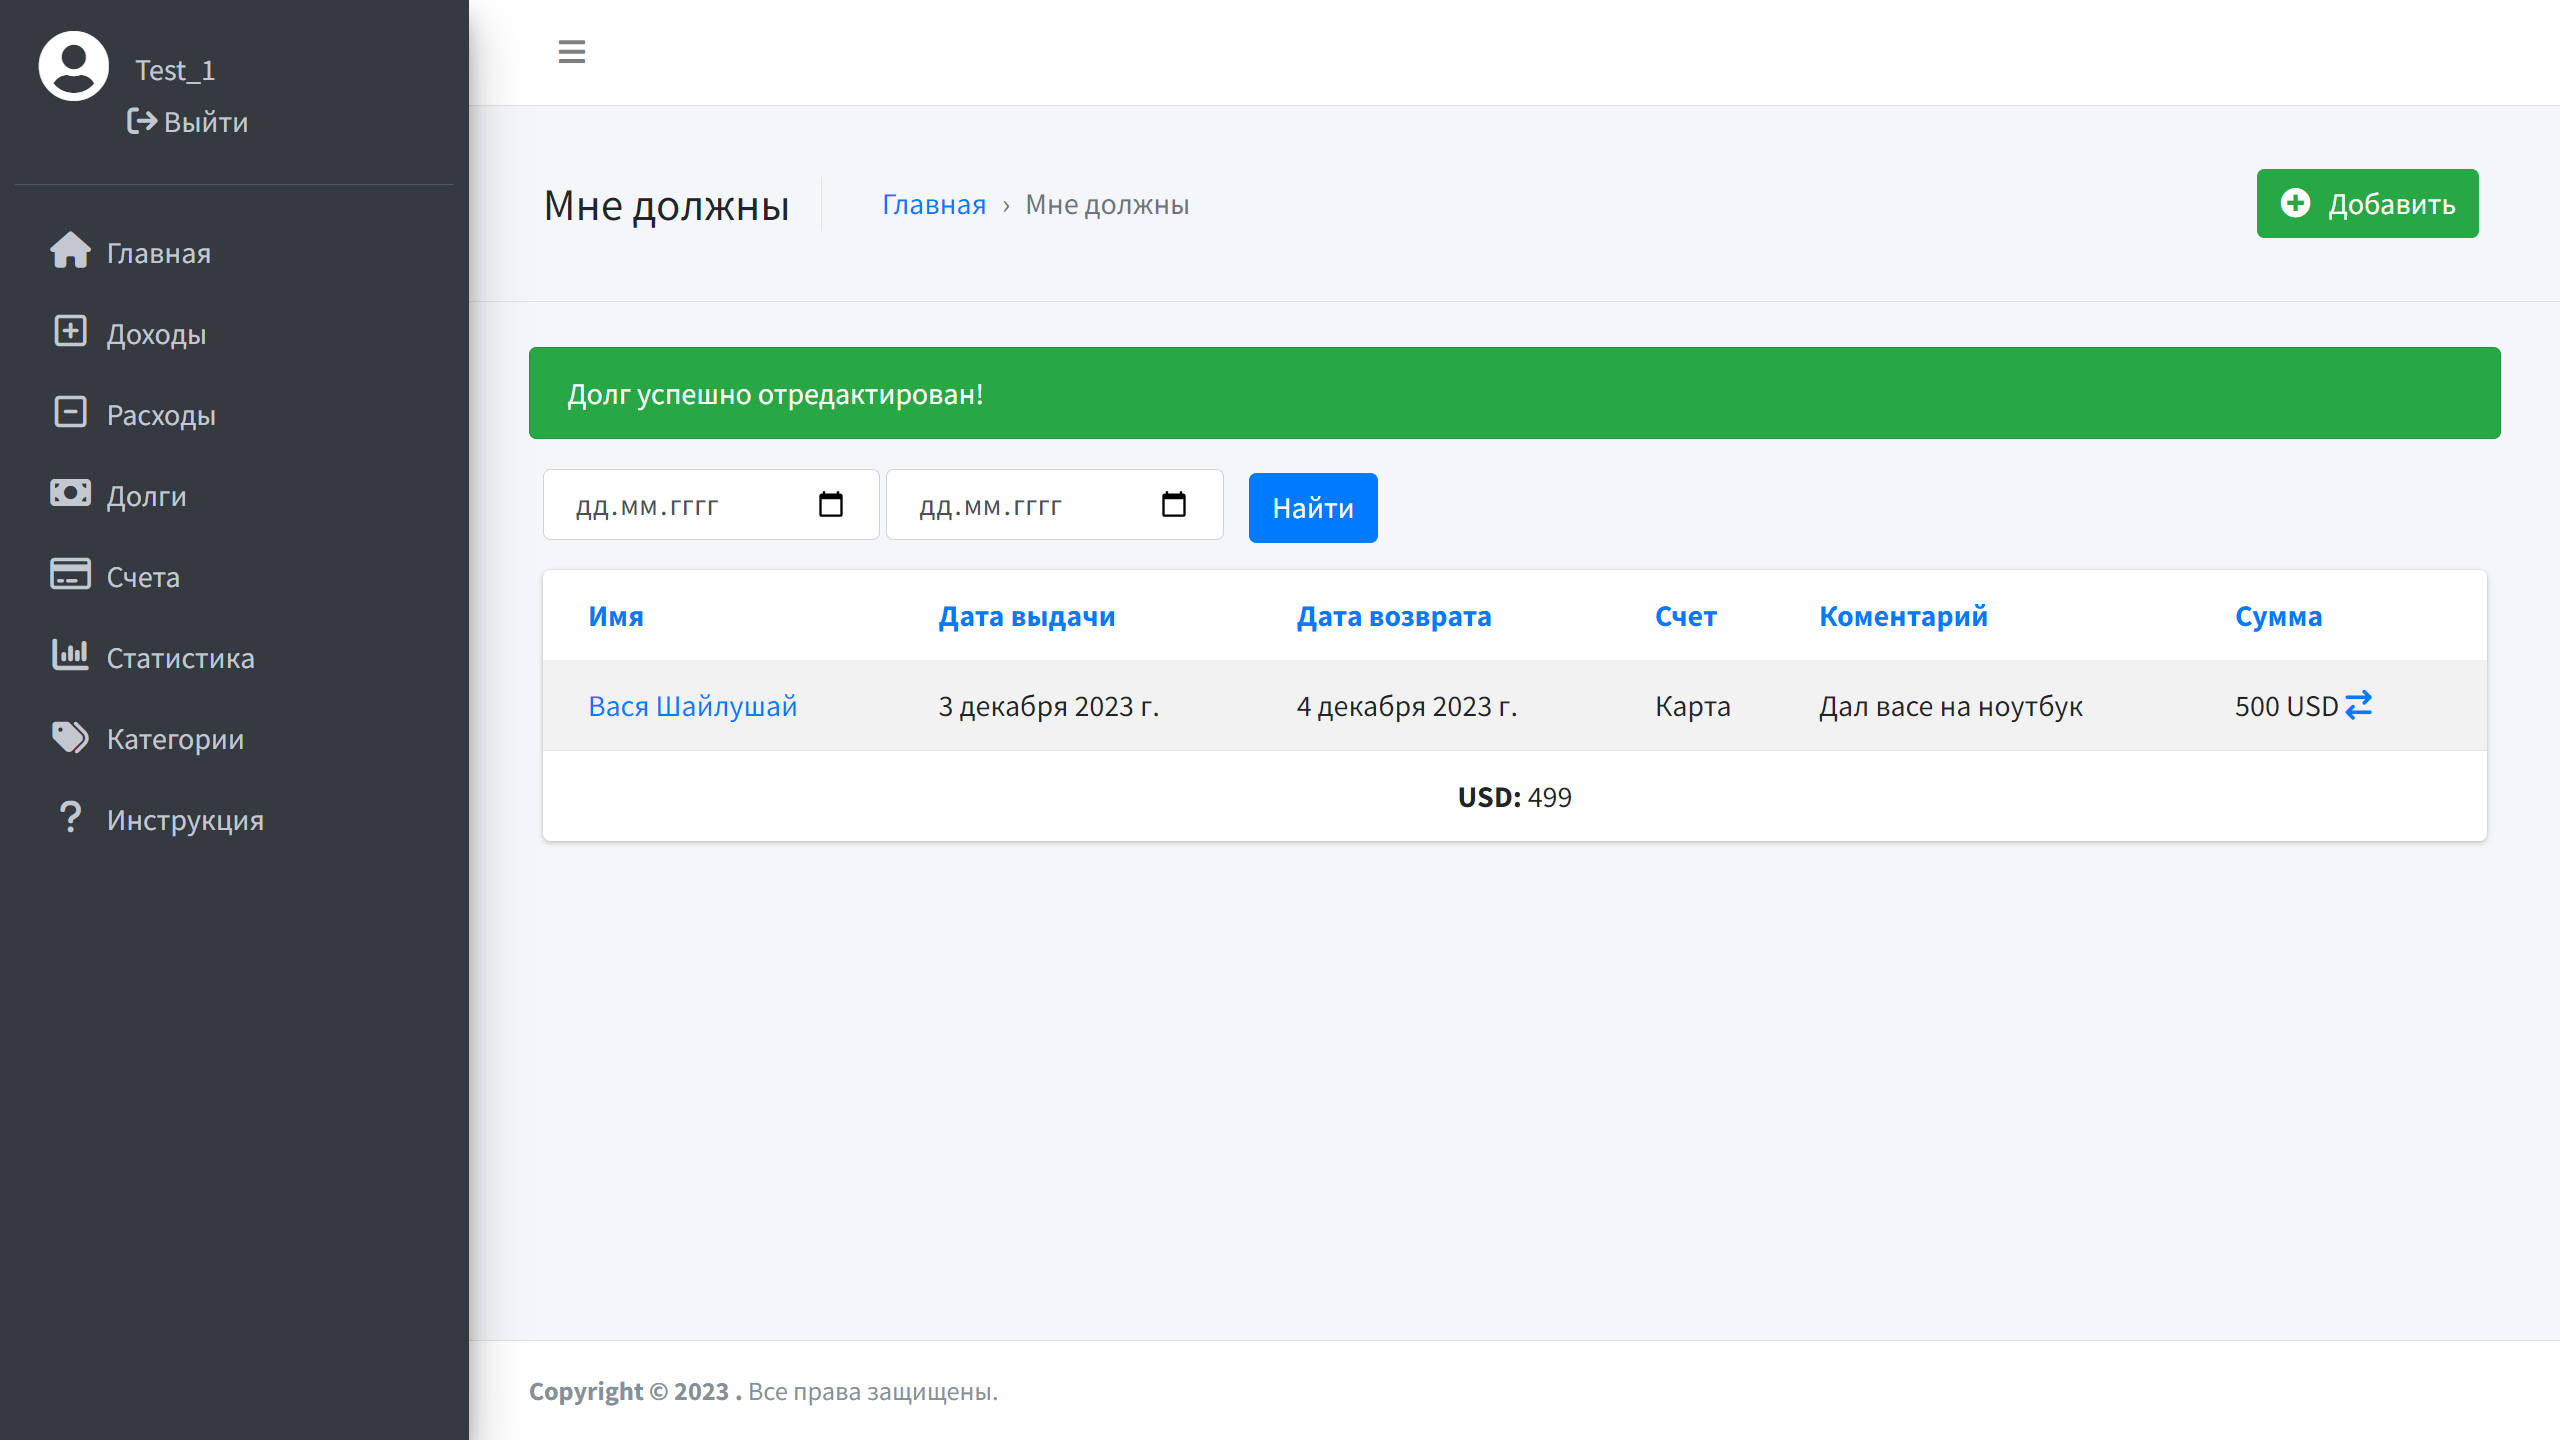 Test_1
Выйти
Главная
Доходы
Расходы
Долги
Счета
Статистика
Категории
Инструкция
Мне должны
Главная › Мне должны
Добавить
Долг успешно отредактирован!
дд.мм.гггг дд.мм.гггг Найти
Имя Дата выдачи Дата возврата Счет Коментарий Сумма
Вася Шайлушай 3 декабря 2023 г. 4 декабря 2023 г. Карта Дал васе на ноутбук 500 USD
USD: 499
Copyright © 2023 . Все права защищены.